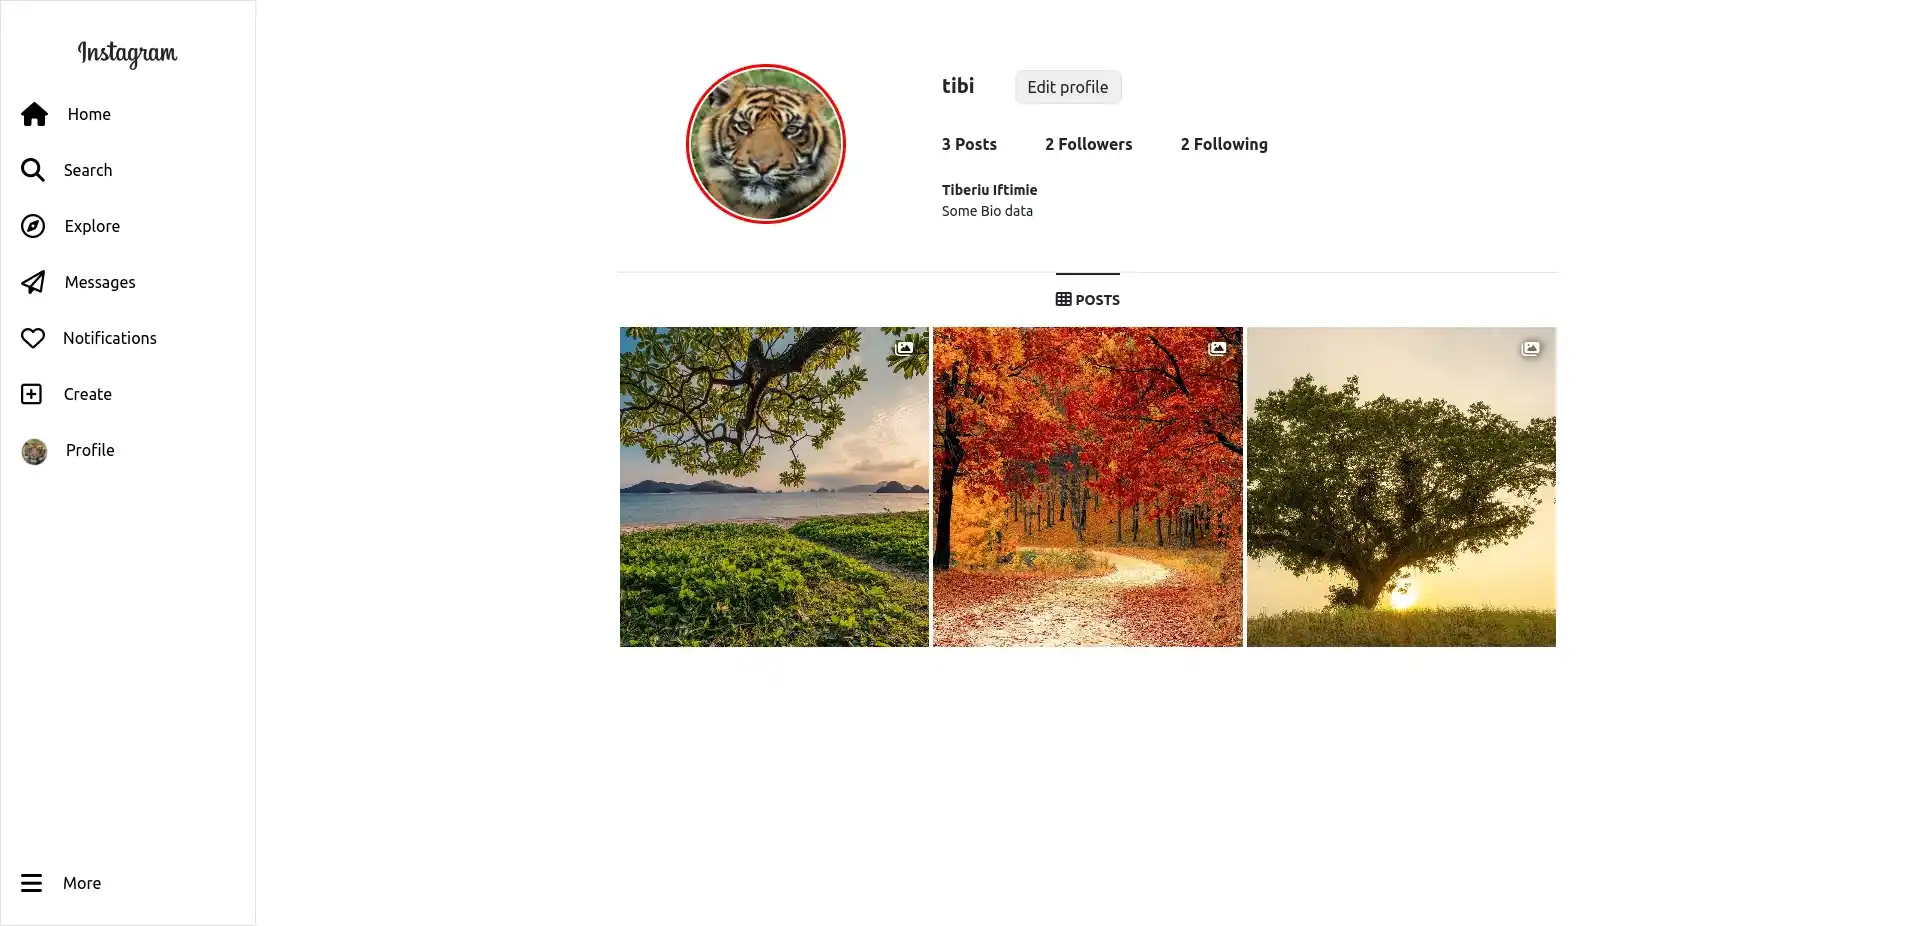 Instagram
Home
Search
Explore
Messages
Notifications
Create
Profile
More
tibi
Edit profile
3 Posts 2 Followers 2 Following
Tiberiu Iftimie
Some Bio data
POSTS